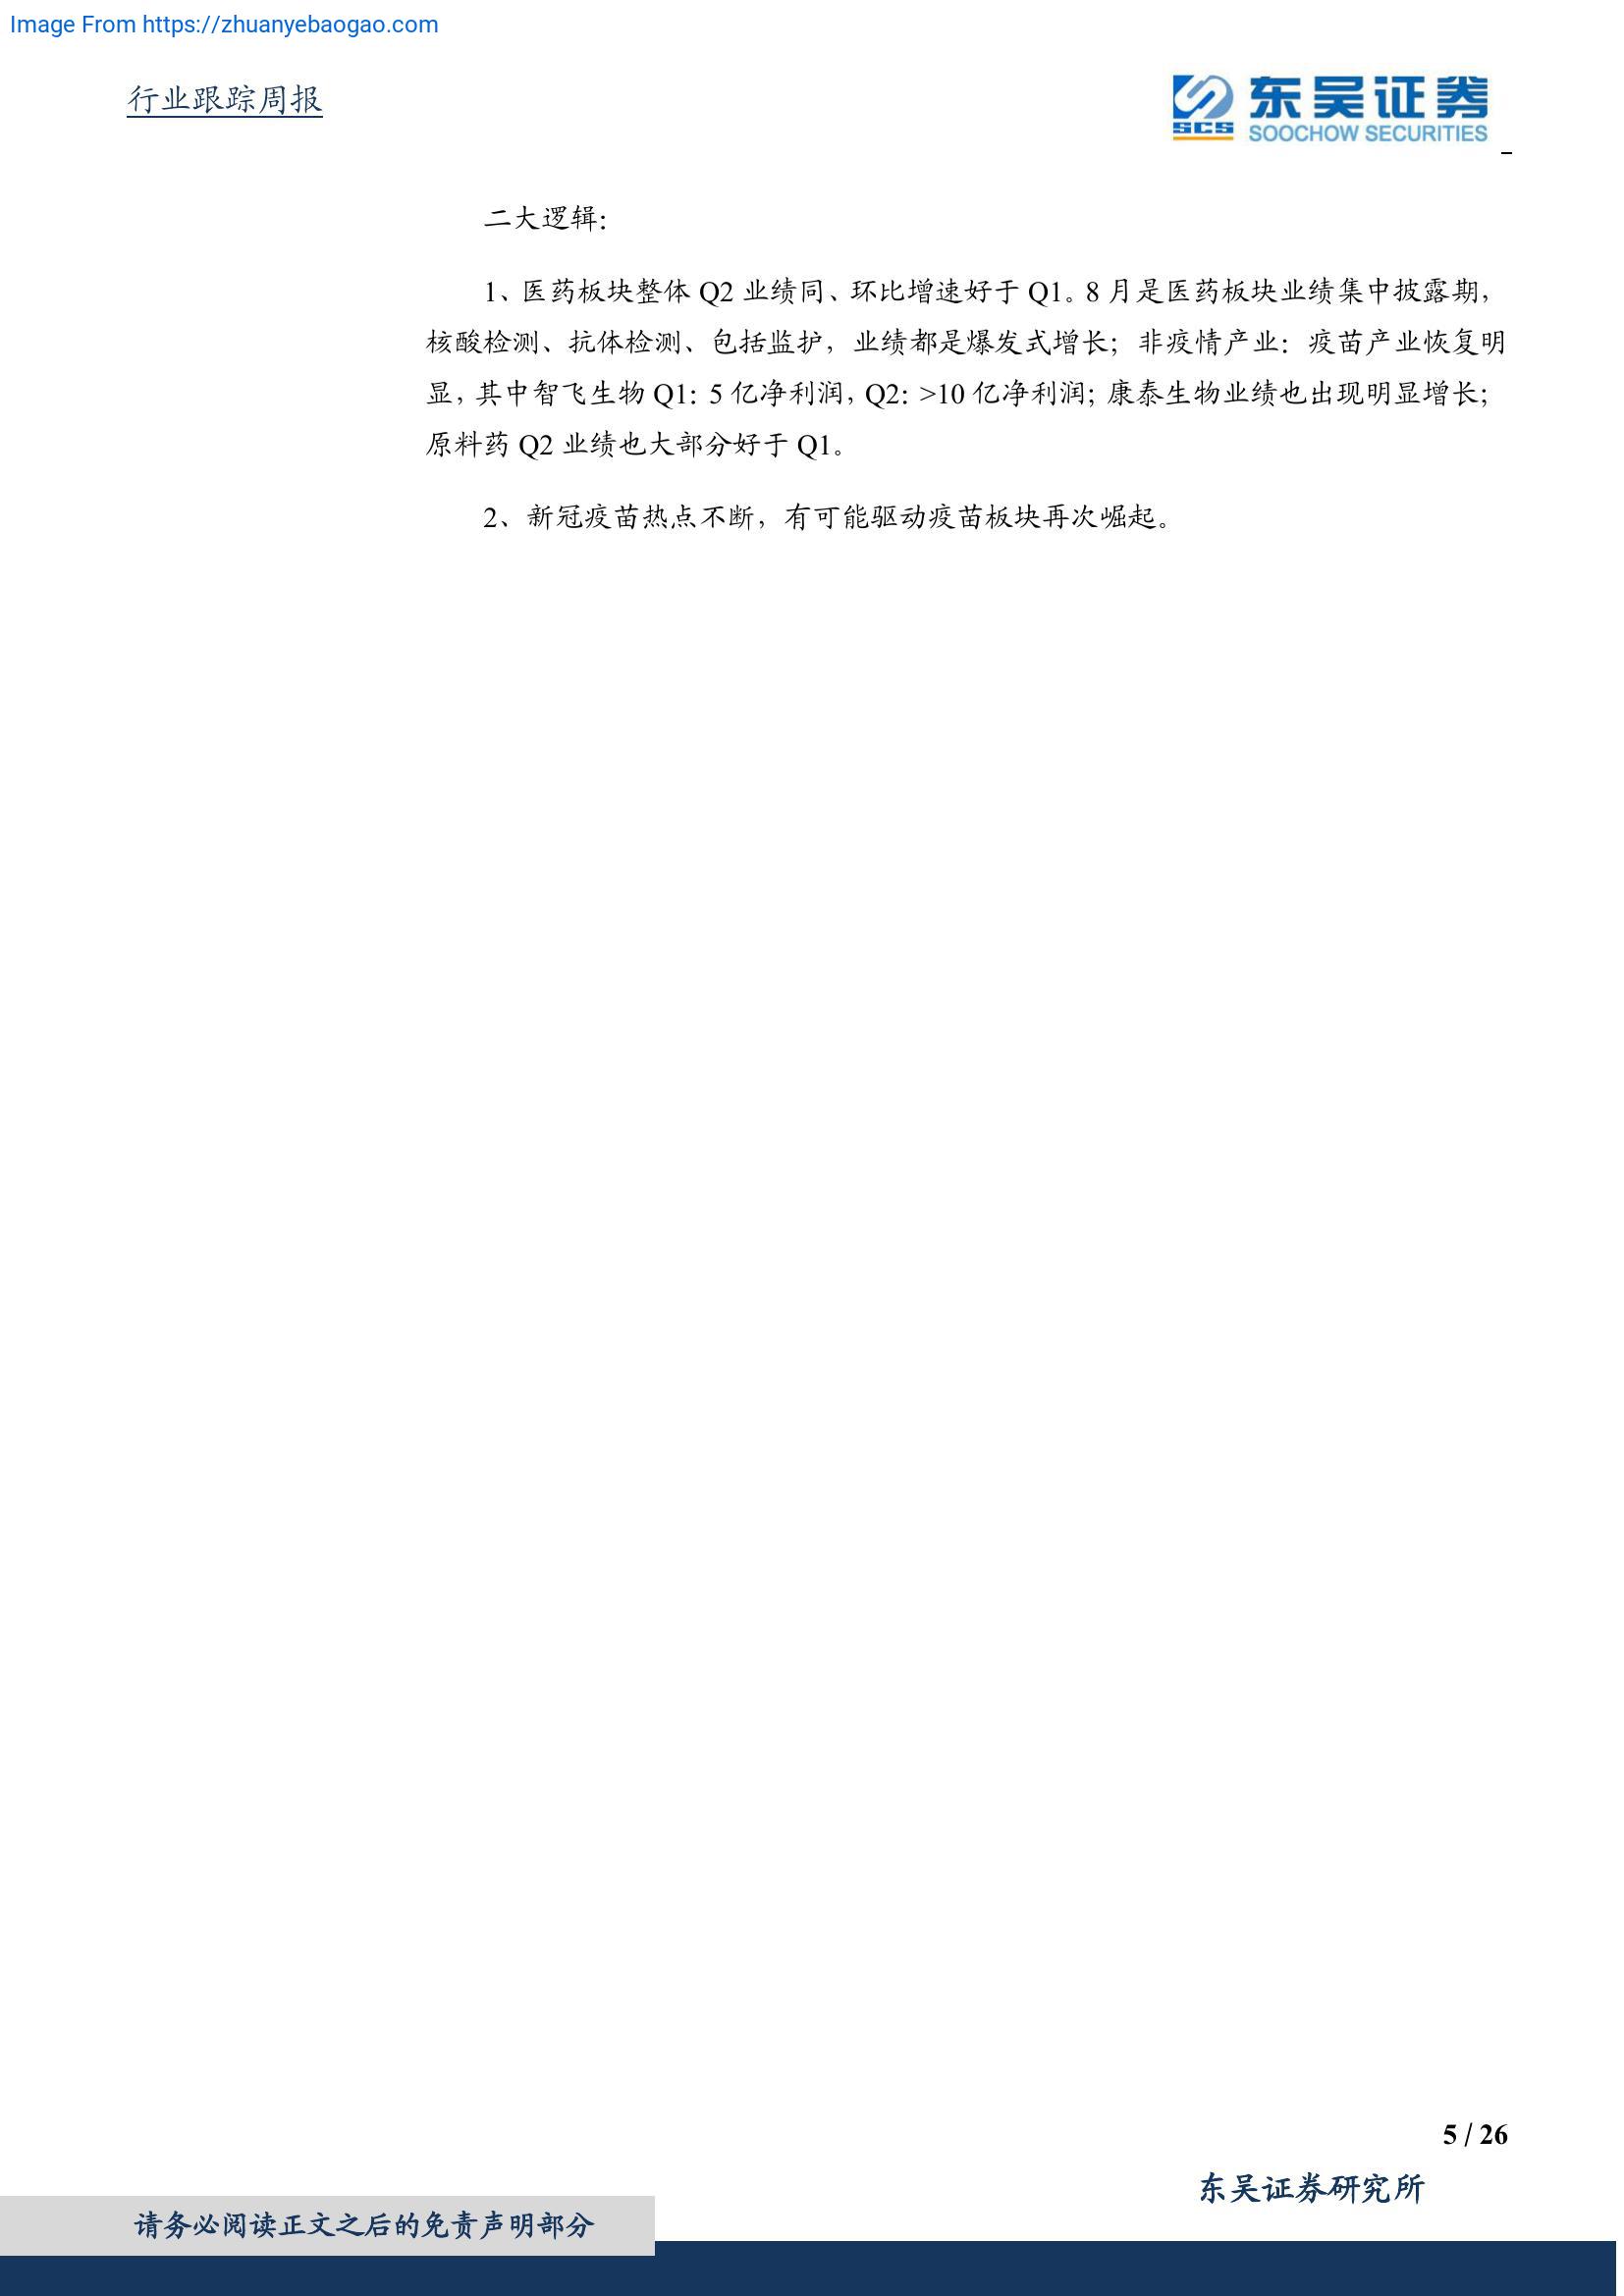 Image From https://zhuanyebaogao.com
行业跟踪周报
东吴证券
SCS
SOOCHOW SECURITIES
二大逻辑：
1、医药板块整体 Q2 业绩同、环比增速好于 Q1。8 月是医药板块业绩集中披露期，
核酸检测、抗体检测、包括监护，业绩都是爆发式增长；非疫情产业：疫苗产业恢复明
显，其中智飞生物 Q1：5 亿净利润，Q2：>10 亿净利润；康泰生物业绩也出现明显增长；
原料药 Q2 业绩也大部分好于 Q1。
2、新冠疫苗热点不断，有可能驱动疫苗板块再次崛起。
5 / 26
东吴证券研究所
请务必阅读正文之后的免责声明部分